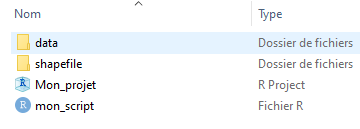 Nom Type
data Dossier de fichiers
shapefile Dossier de fichiers
Mon_projet R Project
mon_script Fichier R